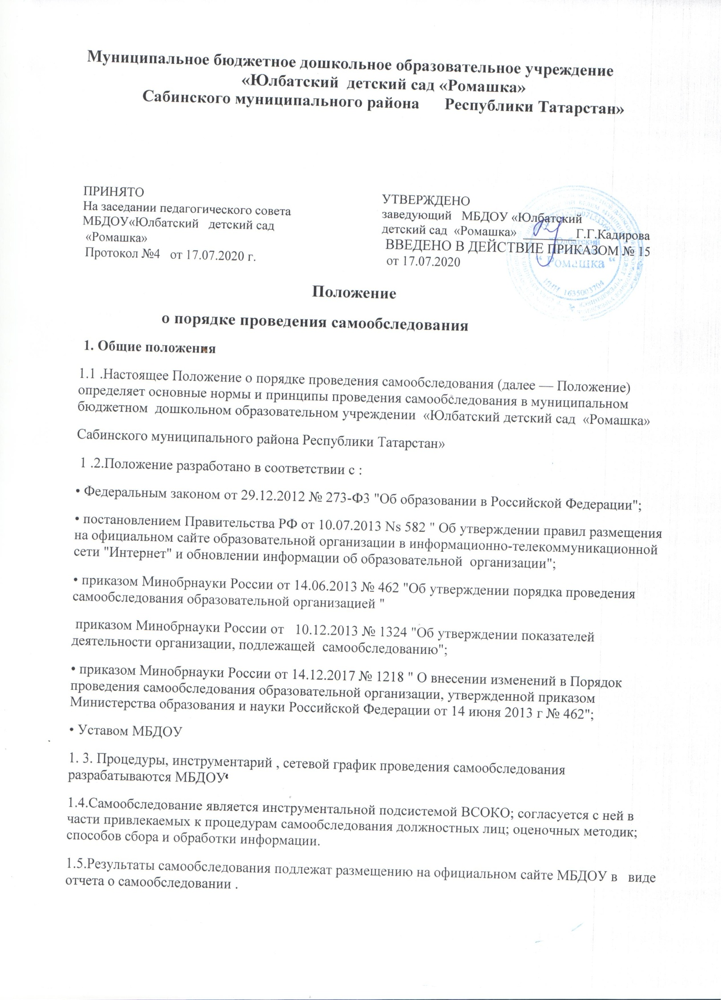 Муниципальное бюджетное дошкольное образовательное учреждение
«Юлбатский детский сад «Ромашка»
Сабинского муниципального района Республики Татарстан»
ПРИНЯТО
На заседании педагогического совета
МБДОУ«Юлбатский детский сад
«Ромашка»
Протокол №4 от 17.07.2020 г.
УТВЕРЖДЕНО
заведующий МБДОУ «Юлбатский
детский сад «Ромашка» Г.Г.Кадирова
ВВЕДЕНО В ДЕЙСТВИЕ ПРИКАЗОМ № 15
от 17.07.2020
Юлбатский
“ Ромашка “
ИНН 1635003704
Положение
о порядке проведения самообследования
1. Общие положения
1.1 .Настоящее Положение о порядке проведения самообследования (далее — Положение)
определяет основные нормы и принципы проведения самообследования в муниципальном
бюджетном дошкольном образовательном учреждении «Юлбатский детский сад «Ромашка»
Сабинского муниципального района Республики Татарстан»
1 .2.Положение разработано в соответствии с :
• Федеральным законом от 29.12.2012 № 273-ФЗ "Об образовании в Российской Федерации";
• постановлением Правительства РФ от 10.07.2013 Ns 582 " Об утверждении правил размещения
на официальном сайте образовательной организации в информационно-телекоммуникационной
сети "Интернет" и обновлении информации об образовательной организации";
• приказом Минобрнауки России от 14.06.2013 № 462 "Об утверждении порядка проведения
самообследования образовательной организацией "
приказом Минобрнауки России от 10.12.2013 № 1324 "Об утверждении показателей
деятельности организации, подлежащей самообследованию";
• приказом Минобрнауки России от 14.12.2017 № 1218 " О внесении изменений в Порядок
проведения самообследования образовательной организации, утвержденной приказом
Министерства образования и науки Российской Федерации от 14 июня 2013 г № 462";
• Уставом МБДОУ
1. 3. Процедуры, инструментарий , сетевой график проведения самообследования
разрабатываются МБДОУ
1.4.Самообследование является инструментальной подсистемой ВСОКО; согласуется с ней в
части привлекаемых к процедурам самообследования должностных лиц; оценочных методик;
способов сбора и обработки информации.
1.5.Результаты самообследования подлежат размещению на официальном сайте МБДОУ в виде
отчета о самообследовании .